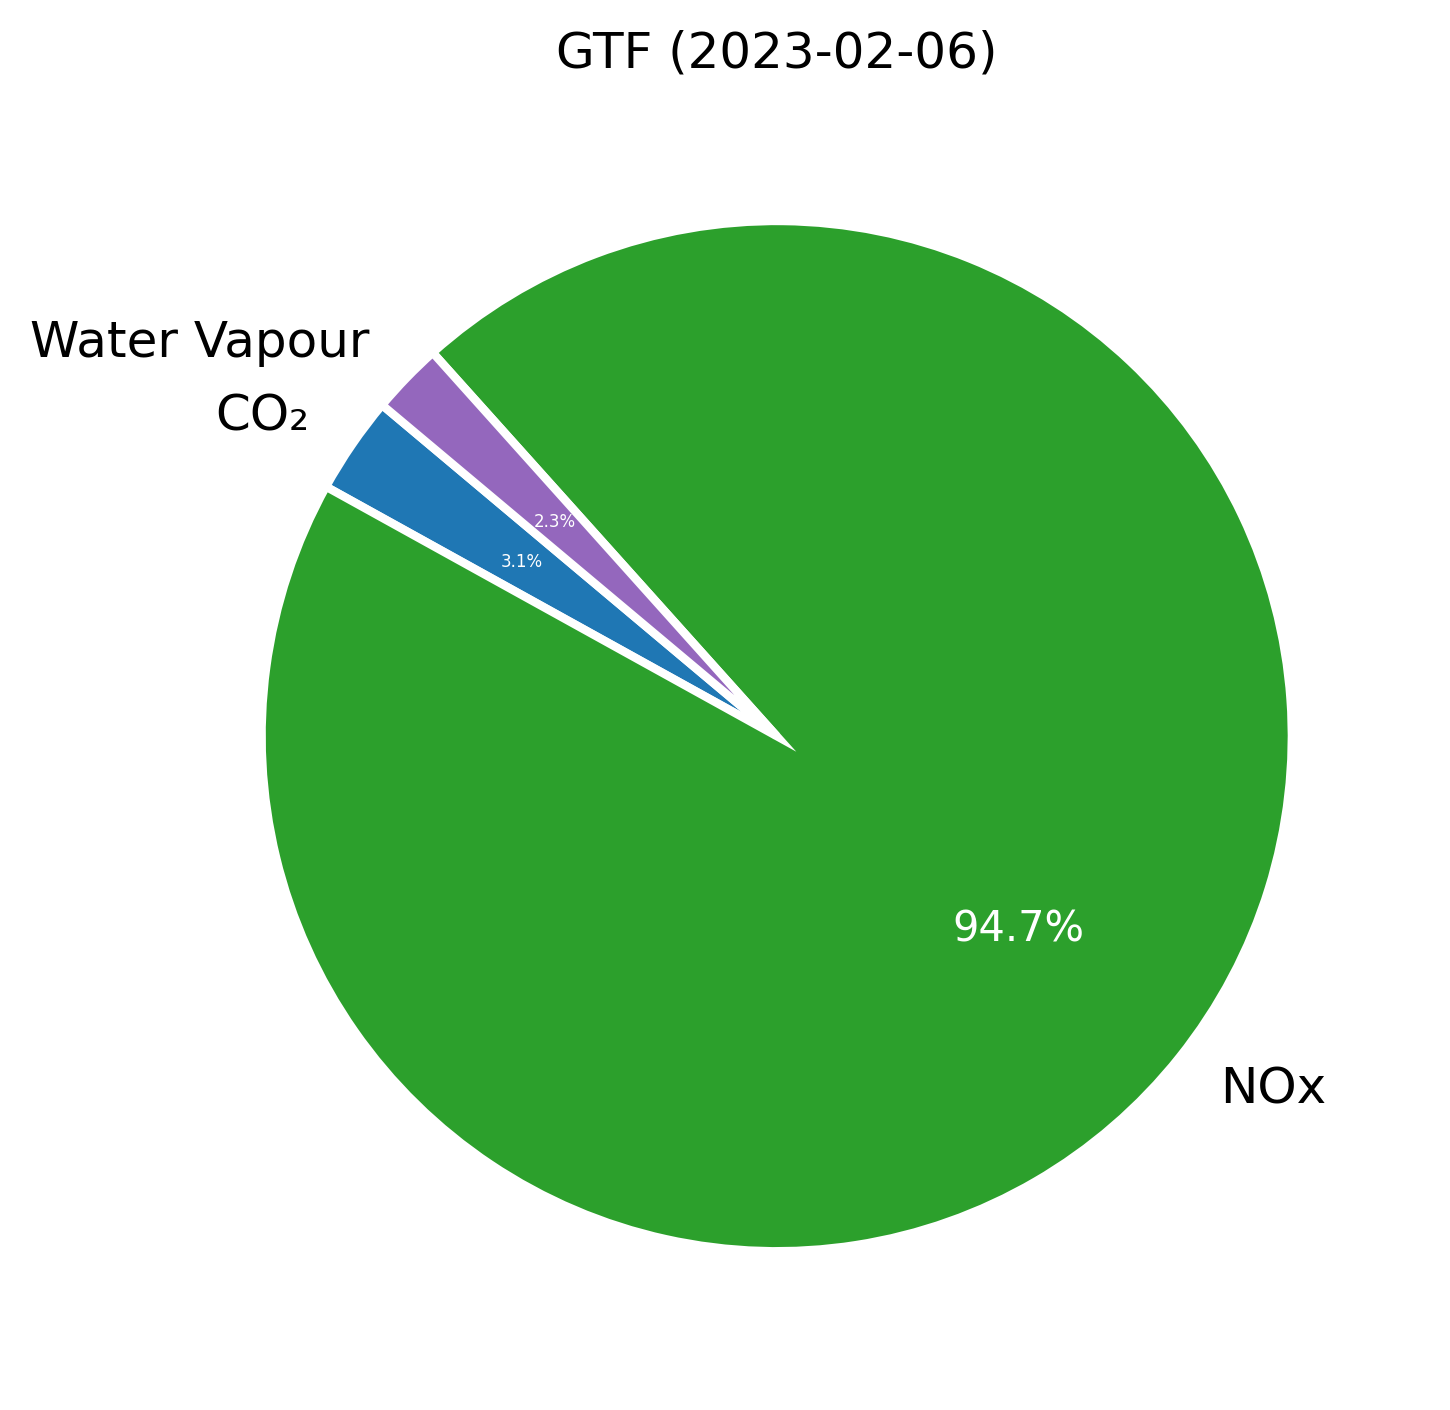 GTF (2023-02-06)
Water Vapour
CO₂
2.3%
3.1%
94.7%
NOx